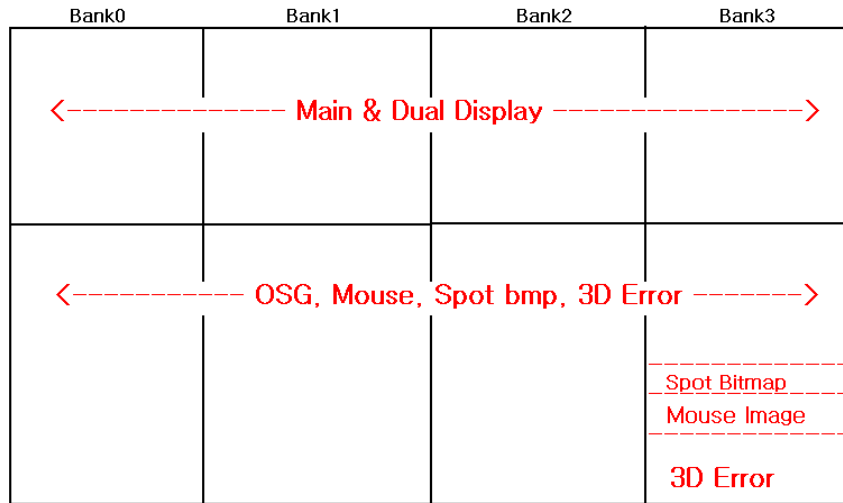 Bank0 Bank1 Bank2 Bank3
Main & Dual Display
OSG, Mouse, Spot bmp, 3D Error
Spot Bitmap
Mouse Image
3D Error